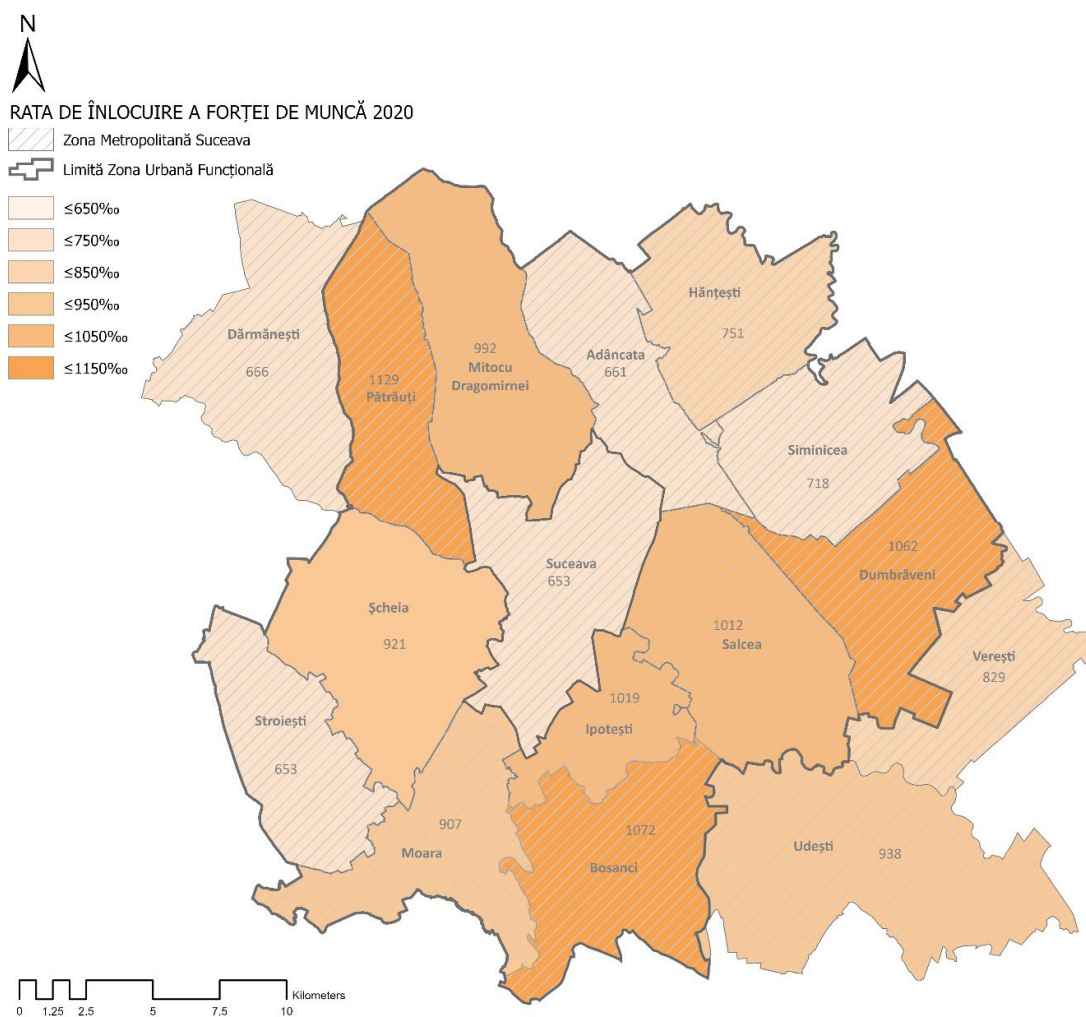 N
RATA DE ÎNLOCUIRE A FORȚEI DE MUNCĂ 2020
Zona Metropolitană Suceava
Limită Zona Urbană Funcțională
≤650‰
≤750‰
≤850‰
≤950‰
≤1050‰
≤1150‰
Hănțești
751
Dărmănești
666
992
Mitocu
Dragomirnei
Adâncata
661
1129
Pătrăuți
Siminicea
718
1062
Dumbrăveni
Suceava
653
Șcheia
921
1012
Salcea
Verești
829
1019
Ipotești
Stroiești
653
907
Moara
1072
Bosanci
Udești
938
Kilometers
0 1.25 2.5 5 7.5 10